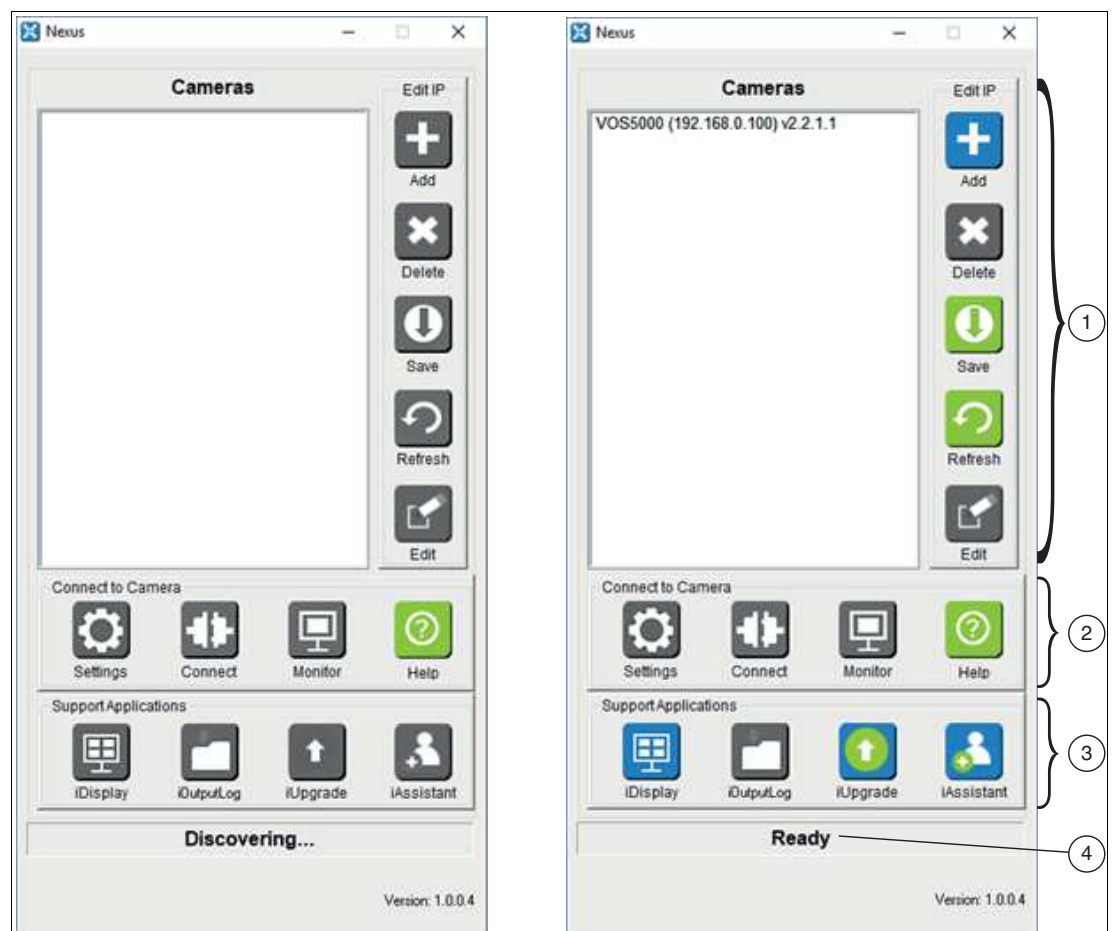 Nexus
Cameras
Edit IP
Add
Delete
Save
Refresh
Edit
Connect to Camera
Settings Connect Monitor Help
Support Applications
iDisplay iOutputLog iUpgrade iAssistant
Discovering...
Version: 1.0.0.4
Nexus
Cameras
Edit IP
VOS5000 (192.168.0.100) v2.2.1.1
Add
Delete
Save
Refresh
Edit
1
Connect to Camera
Settings Connect Monitor Help
2
Support Applications
iDisplay iOutputLog iUpgrade iAssistant
3
Ready
4
Version: 1.0.0.4